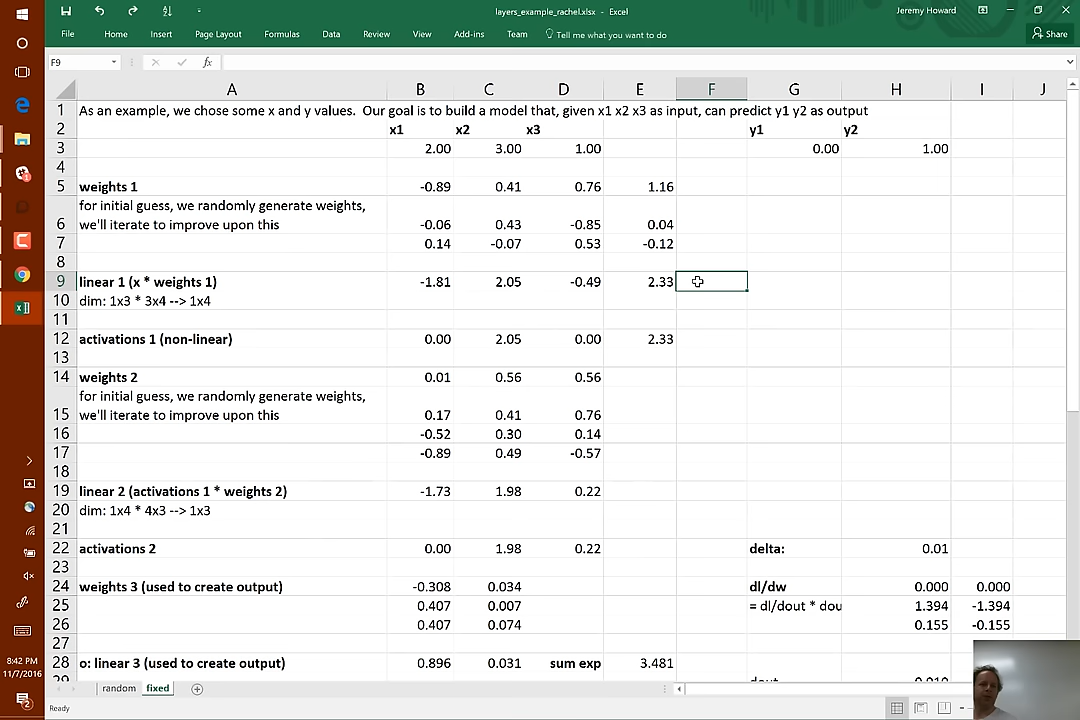 layers_example_rachel.xlsx - Excel
Jeremy Howard
File Home Insert Page Layout Formulas Data Review View Add-ins Team Tell me what you want to do Share
F9 fx
A B C D E F G H I J
1 As an example, we chose some x and y values. Our goal is to build a model that, given x1 x2 x3 as input, can predict y1 y2 as output
2 x1 x2 x3 y1 y2
3 2.00 3.00 1.00 0.00 1.00
4
5 weights 1 -0.89 0.41 0.76 1.16
for initial guess, we randomly generate weights,
6 we'll iterate to improve upon this -0.06 0.43 -0.85 0.04
7 0.14 -0.07 0.53 -0.12
8
9 linear 1 (x * weights 1) -1.81 2.05 -0.49 2.33
10 dim: 1x3 * 3x4 --> 1x4
11
12 activations 1 (non-linear) 0.00 2.05 0.00 2.33
13
14 weights 2 0.01 0.56 0.56
for initial guess, we randomly generate weights,
15 we'll iterate to improve upon this 0.17 0.41 0.76
16 -0.52 0.30 0.14
17 -0.89 0.49 -0.57
18
19 linear 2 (activations 1 * weights 2) -1.73 1.98 0.22
20 dim: 1x4 * 4x3 --> 1x3
21
22 activations 2 0.00 1.98 0.22 delta: 0.01
23
24 weights 3 (used to create output) -0.308 0.034 dl/dw 0.000 0.000
25 0.407 0.007 = dl/dout * dou 1.394 -1.394
26 0.407 0.074 0.155 -0.155
27
28 o: linear 3 (used to create output) 0.896 0.031 sum exp 3.481
29 dout 0.010
random fixed
Ready
8:42 PM
11/7/2016
2